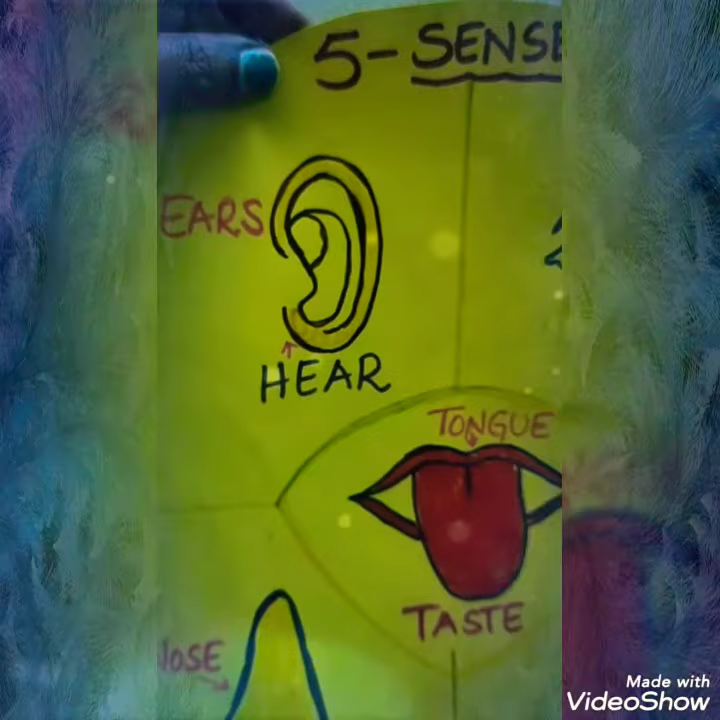 5-SENSE
EARS
HEAR
TONGUE
TASTE
NOSE
Made with
VideoShow